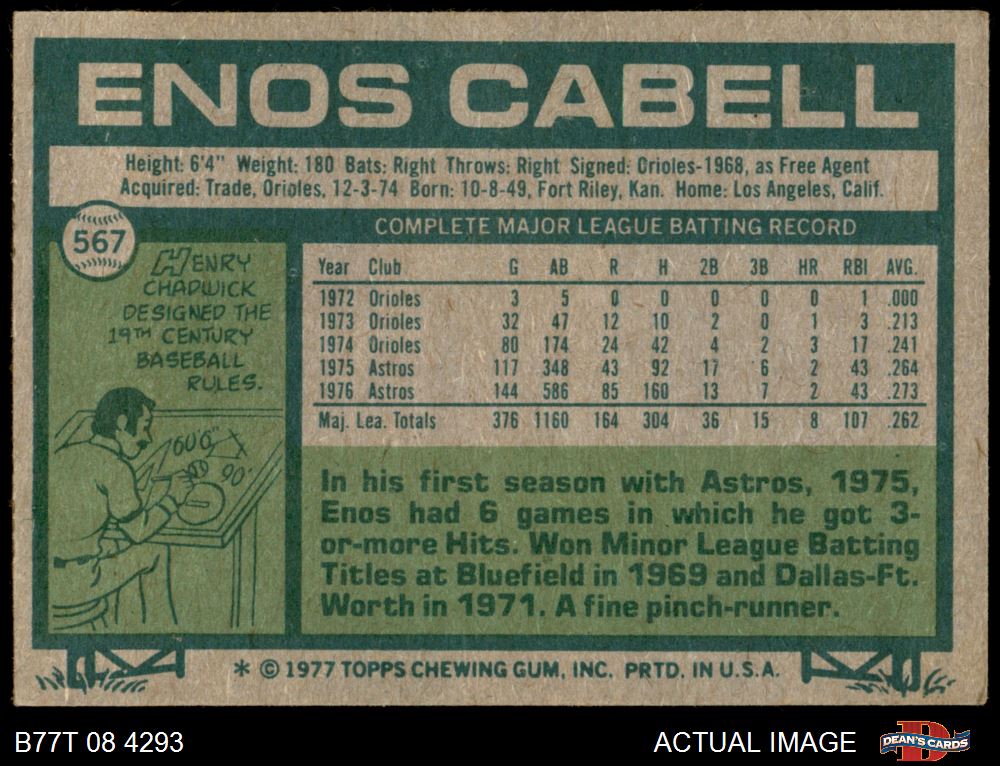 ENOS CABELL
Height: 6'4" Weight: 180 Bats: Right Throws: Right Signed: Orioles-1968, as Free Agent
Acquired: Trade, Orioles, 12-3-74 Born: 10-8-49, Fort Riley, Kan. Home: Los Angeles, Calif.
567
HENRY
CHADWICK
DESIGNED THE
19TH CENTURY
BASEBALL
RULES.
60'6"
90'
COMPLETE MAJOR LEAGUE BATTING RECORD
Year Club G AB R H 2B 3B HR RBI AVG.
1972 Orioles 3 5 0 0 0 0 0 1 .000
1973 Orioles 32 47 12 10 2 0 1 3 .213
1974 Orioles 80 174 24 42 4 2 3 17 .241
1975 Astros 117 348 43 92 17 6 2 43 .264
1976 Astros 144 586 85 160 13 7 2 43 .273
Maj. Lea. Totals 376 1160 164 304 36 15 8 107 .262
In his first season with Astros, 1975,
Enos had 6 games in which he got 3-
or-more Hits. Won Minor League Batting
Titles at Bluefield in 1969 and Dallas-Ft.
Worth in 1971. A fine pinch-runner.
* © 1977 TOPPS CHEWING GUM, INC. PRTD. IN U.S.A.
B77T 08 4293
ACTUAL IMAGE
D
DEAN'S CARDS